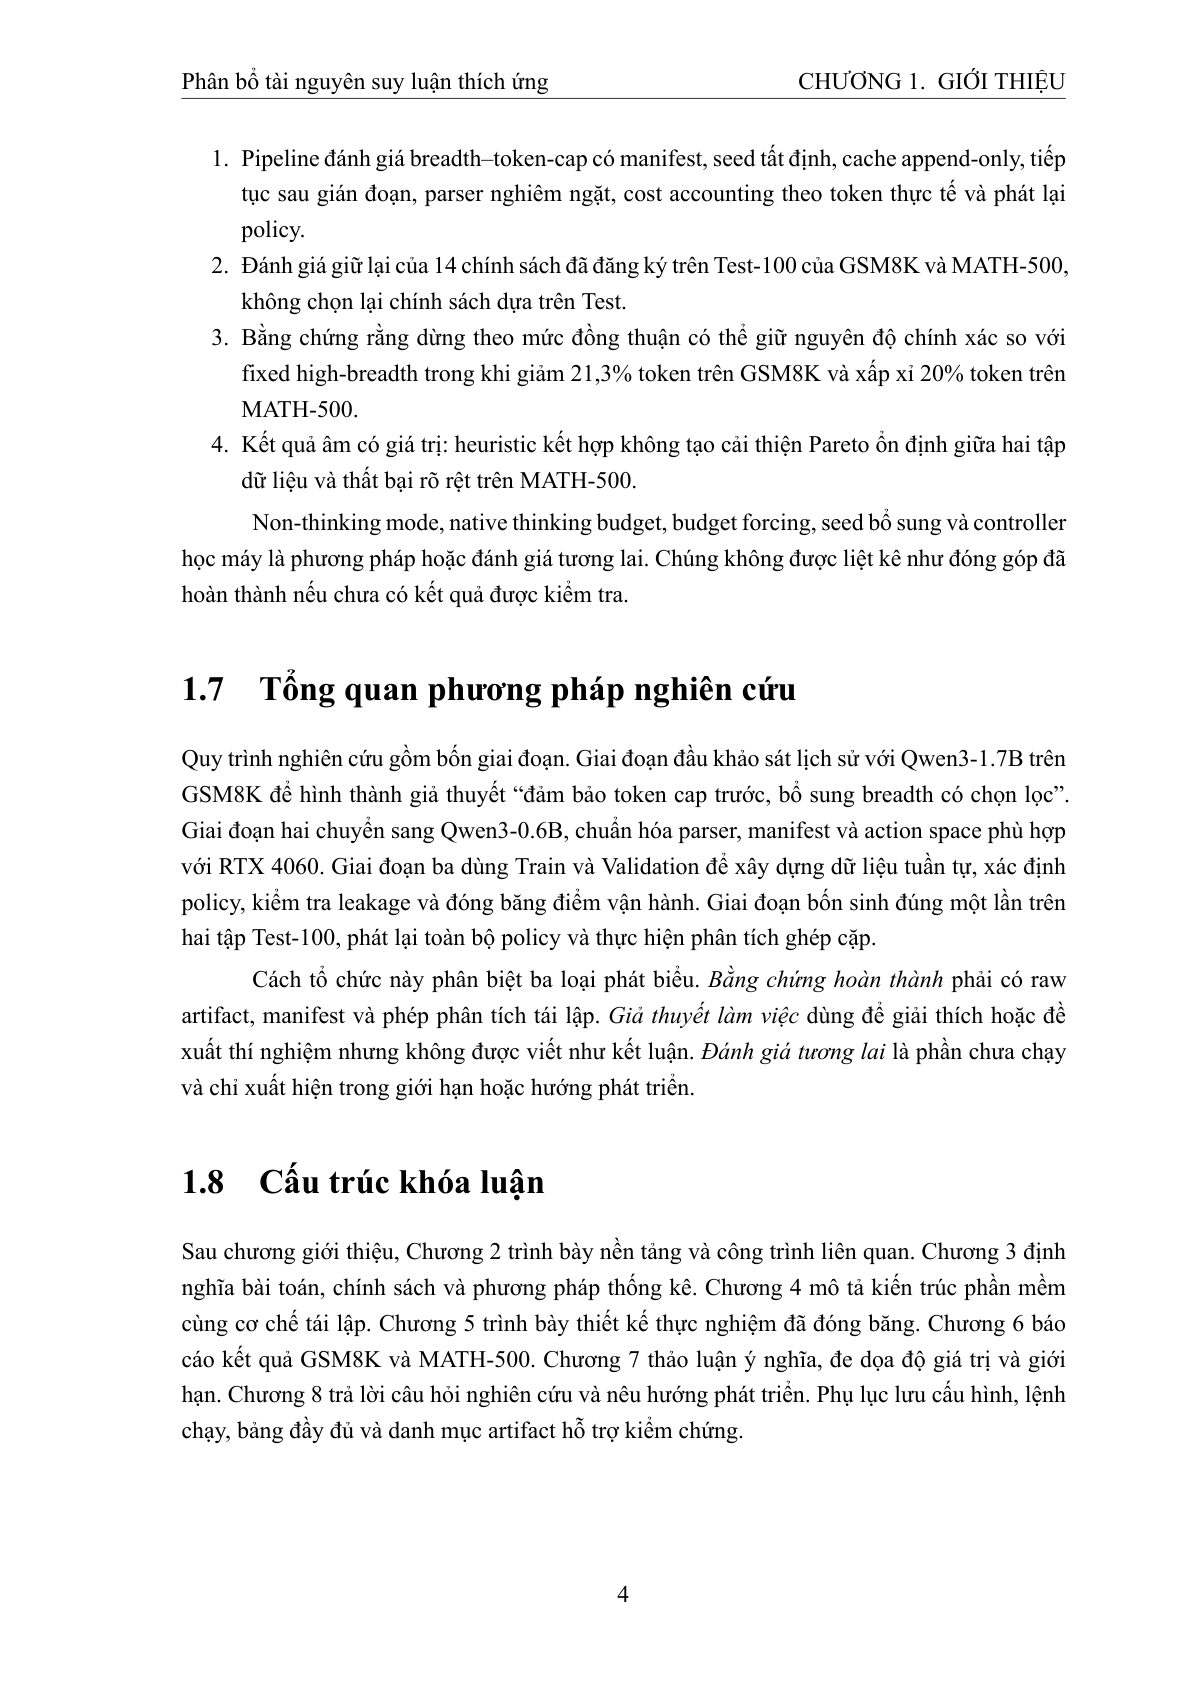 Phân bổ tài nguyên suy luận thích ứng CHƯƠNG 1. GIỚI THIỆU
1. Pipeline đánh giá breadth–token-cap có manifest, seed tất định, cache append-only, tiếp
tục sau gián đoạn, parser nghiêm ngặt, cost accounting theo token thực tế và phát lại
policy.
2. Đánh giá giữ lại của 14 chính sách đã đăng ký trên Test-100 của GSM8K và MATH-500,
không chọn lại chính sách dựa trên Test.
3. Bằng chứng rằng dừng theo mức đồng thuận có thể giữ nguyên độ chính xác so với
fixed high-breadth trong khi giảm 21,3% token trên GSM8K và xấp xỉ 20% token trên
MATH-500.
4. Kết quả âm có giá trị: heuristic kết hợp không tạo cải thiện Pareto ổn định giữa hai tập
dữ liệu và thất bại rõ rệt trên MATH-500.
Non-thinking mode, native thinking budget, budget forcing, seed bổ sung và controller
học máy là phương pháp hoặc đánh giá tương lai. Chúng không được liệt kê như đóng góp đã
hoàn thành nếu chưa có kết quả được kiểm tra.
1.7 Tổng quan phương pháp nghiên cứu
Quy trình nghiên cứu gồm bốn giai đoạn. Giai đoạn đầu khảo sát lịch sử với Qwen3-1.7B trên
GSM8K để hình thành giả thuyết “đảm bảo token cap trước, bổ sung breadth có chọn lọc”.
Giai đoạn hai chuyển sang Qwen3-0.6B, chuẩn hóa parser, manifest và action space phù hợp
với RTX 4060. Giai đoạn ba dùng Train và Validation để xây dựng dữ liệu tuần tự, xác định
policy, kiểm tra leakage và đóng băng điểm vận hành. Giai đoạn bốn sinh đúng một lần trên
hai tập Test-100, phát lại toàn bộ policy và thực hiện phân tích ghép cặp.
Cách tổ chức này phân biệt ba loại phát biểu. Bằng chứng hoàn thành phải có raw
artifact, manifest và phép phân tích tái lập. Giả thuyết làm việc dùng để giải thích hoặc đề
xuất thí nghiệm nhưng không được viết như kết luận. Đánh giá tương lai là phần chưa chạy
và chỉ xuất hiện trong giới hạn hoặc hướng phát triển.
1.8 Cấu trúc khóa luận
Sau chương giới thiệu, Chương 2 trình bày nền tảng và công trình liên quan. Chương 3 định
nghĩa bài toán, chính sách và phương pháp thống kê. Chương 4 mô tả kiến trúc phần mềm
cùng cơ chế tái lập. Chương 5 trình bày thiết kế thực nghiệm đã đóng băng. Chương 6 báo
cáo kết quả GSM8K và MATH-500. Chương 7 thảo luận ý nghĩa, đe dọa độ giá trị và giới
hạn. Chương 8 trả lời câu hỏi nghiên cứu và nêu hướng phát triển. Phụ lục lưu cấu hình, lệnh
chạy, bảng đầy đủ và danh mục artifact hỗ trợ kiểm chứng.
4